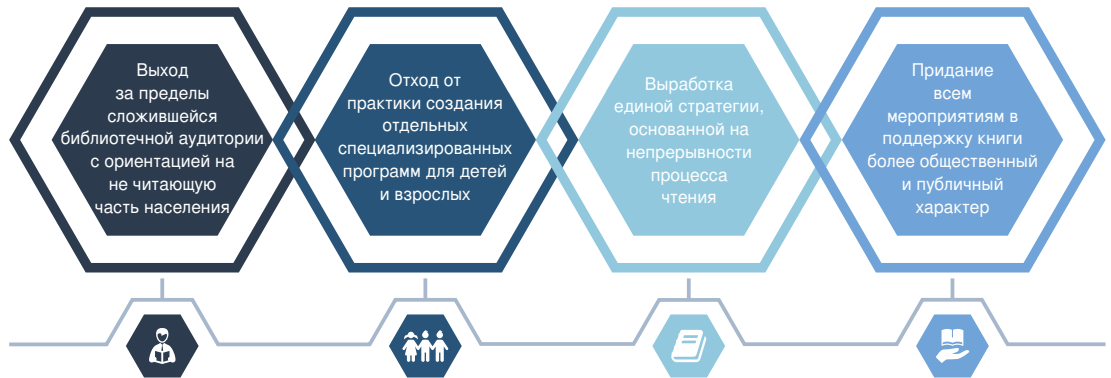 Выход
за пределы
сложившейся
библиотечной аудитории
с ориентацией на
не читающую
часть населения
Отход от
практики создания
отдельных
специализированных
программ для детей
и взрослых
Выработка
единой стратегии,
основанной на
непрерывности
процесса
чтения
Придание
всем
мероприятиям в
поддержку книги
более общественный
и публичный
характер